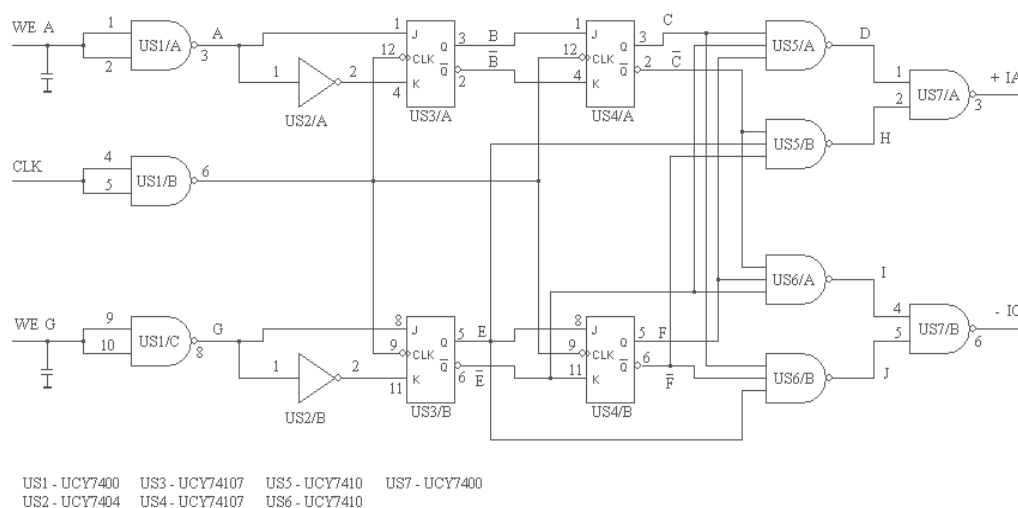 WE A
1
2
US1/A
3
A
1
2
US2/A
1
12
4
J
CLK
K
Q
Q
3
2
US3/A
B
B
1
12
4
J
CLK
K
Q
Q
3
2
US4/A
C
C
US5/A
D
1
2
US7/A
3
+ IA
US5/B
H
CLK
4
5
US1/B
6
US6/A
I
WE G
9
10
US1/C
8
G
1
2
US2/B
8
9
11
J
CLK
K
Q
Q
5
6
US3/B
E
E
8
9
11
J
CLK
K
Q
Q
5
6
US4/B
F
F
US6/B
J
4
5
US7/B
6
- IG
US1 - UCY7400 US3 - UCY74107 US5 - UCY7410 US7 - UCY7400
US2 - UCY7404 US4 - UCY74107 US6 - UCY7410